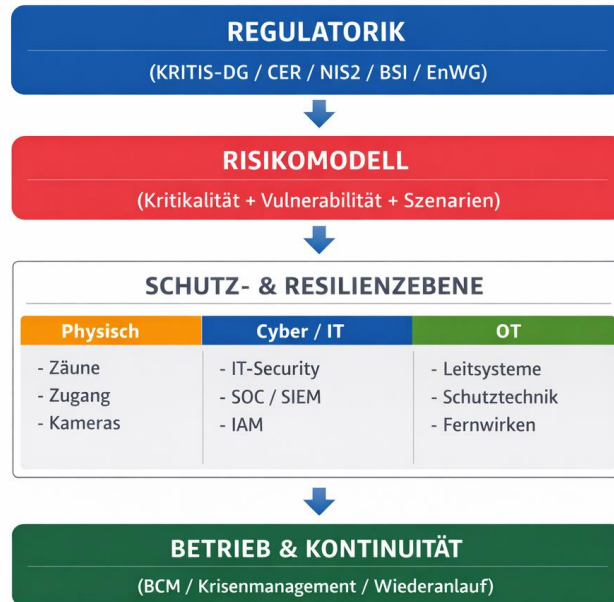 REGULATORIK
(KRITIS-DG / CER / NIS2 / BSI / EnWG)
RISIKOMODELL
(Kritikalität + Vulnerabilität + Szenarien)
SCHUTZ- & RESILIENZEBENE
Physisch
- Zäune
- Zugang
- Kameras
Cyber / IT
- IT-Security
- SOC / SIEM
- IAM
OT
- Leitsysteme
- Schutztechnik
- Fernwirken
BETRIEB & KONTINUITÄT
(BCM / Krisenmanagement / Wiederanlauf)